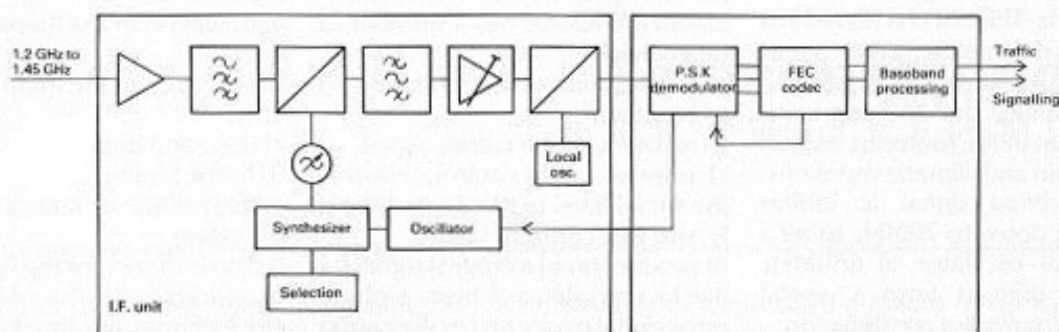 1.2 GHz to
1.45 GHz
P.S.K
demodulator
FEC
codec
Baseband
processing
Traffic
Signalling
Local
osc.
Synthesizer
Oscillator
Selection
I.F. unit